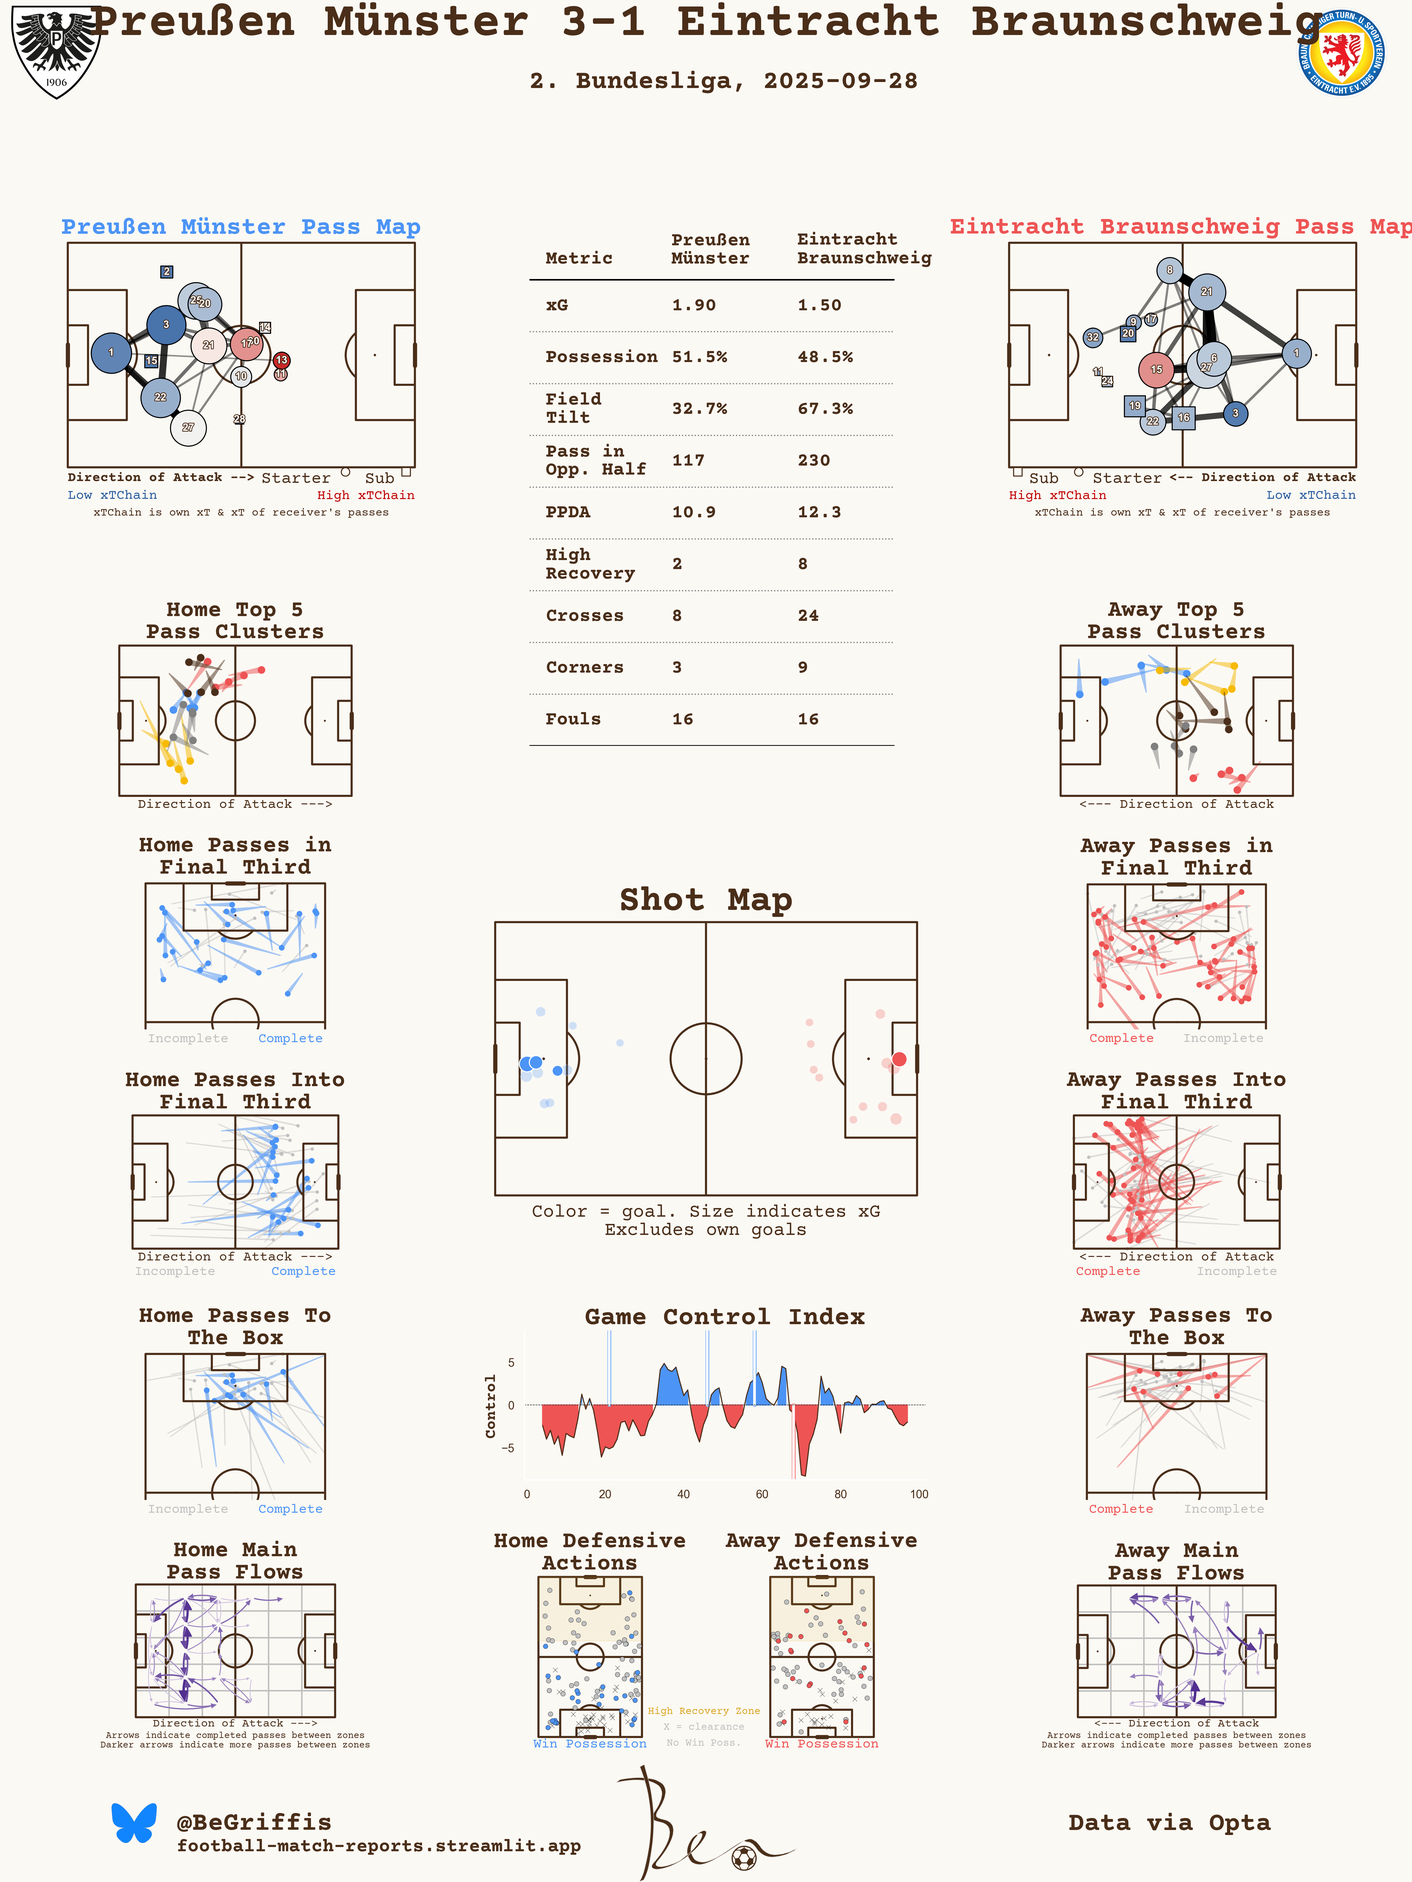 Preußen Münster 3-1 Eintracht Braunschweig
2. Bundesliga, 2025-09-28
1906
EINTRACHT E.V. 1895
Preußen Münster Pass Map
2
25
20
3
14
21
17
1
15
13
11
10
22
28
27
Direction of Attack --> Starter Sub
Low xTChain High xTChain
xTChain is own xT & xT of receiver's passes
Metric Preußen Münster Eintracht Braunschweig
xG 1.90 1.50
Possession 51.5% 48.5%
Field Tilt 32.7% 67.3%
Pass in Opp. Half 117 230
PPDA 10.9 12.3
High Recovery 2 8
Crosses 8 24
Corners 3 9
Fouls 16 16
Eintracht Braunschweig Pass Map
8
21
9
17
20
32
6
1
27
15
11
24
19
22
16
3
Sub Starter <-- Direction of Attack
High xTChain Low xTChain
xTChain is own xT & xT of receiver's passes
Home Top 5
Pass Clusters
Direction of Attack --->
Away Top 5
Pass Clusters
<--- Direction of Attack
Home Passes in
Final Third
Incomplete Complete
Away Passes in
Final Third
Complete Incomplete
Shot Map
Color = goal. Size indicates xG
Excludes own goals
Home Passes Into
Final Third
Direction of Attack --->
Incomplete Complete
Away Passes Into
Final Third
<--- Direction of Attack
Complete Incomplete
Home Passes To
The Box
Incomplete Complete
Game Control Index
Control
5
0
−5
0 20 40 60 80 100
Away Passes To
The Box
Complete Incomplete
Home Main
Pass Flows
Direction of Attack --->
Arrows indicate completed passes between zones
Darker arrows indicate more passes between zones
Home Defensive
Actions
Win Possession
Away Defensive
Actions
Win Possession
High Recovery Zone
X = clearance
No Win Poss.
Away Main
Pass Flows
<--- Direction of Attack
Arrows indicate completed passes between zones
Darker arrows indicate more passes between zones
@BeGriffis
football-match-reports.streamlit.app
Ben
Data via Opta